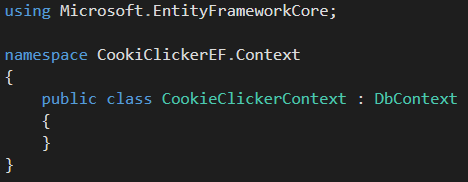 using Microsoft.EntityFrameworkCore;
namespace CookiClickerEF.Context
{
    public class CookieClickerContext : DbContext
    {
    }
}